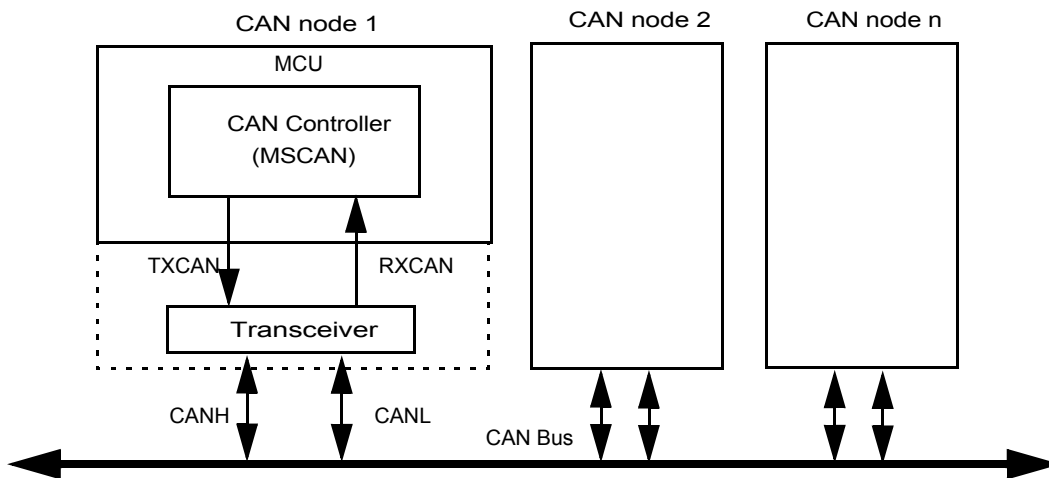 CAN node 1
CAN node 2
CAN node n
MCU
CAN Controller
(MSCAN)
TXCAN
RXCAN
Transceiver
CANH
CANL
CAN Bus